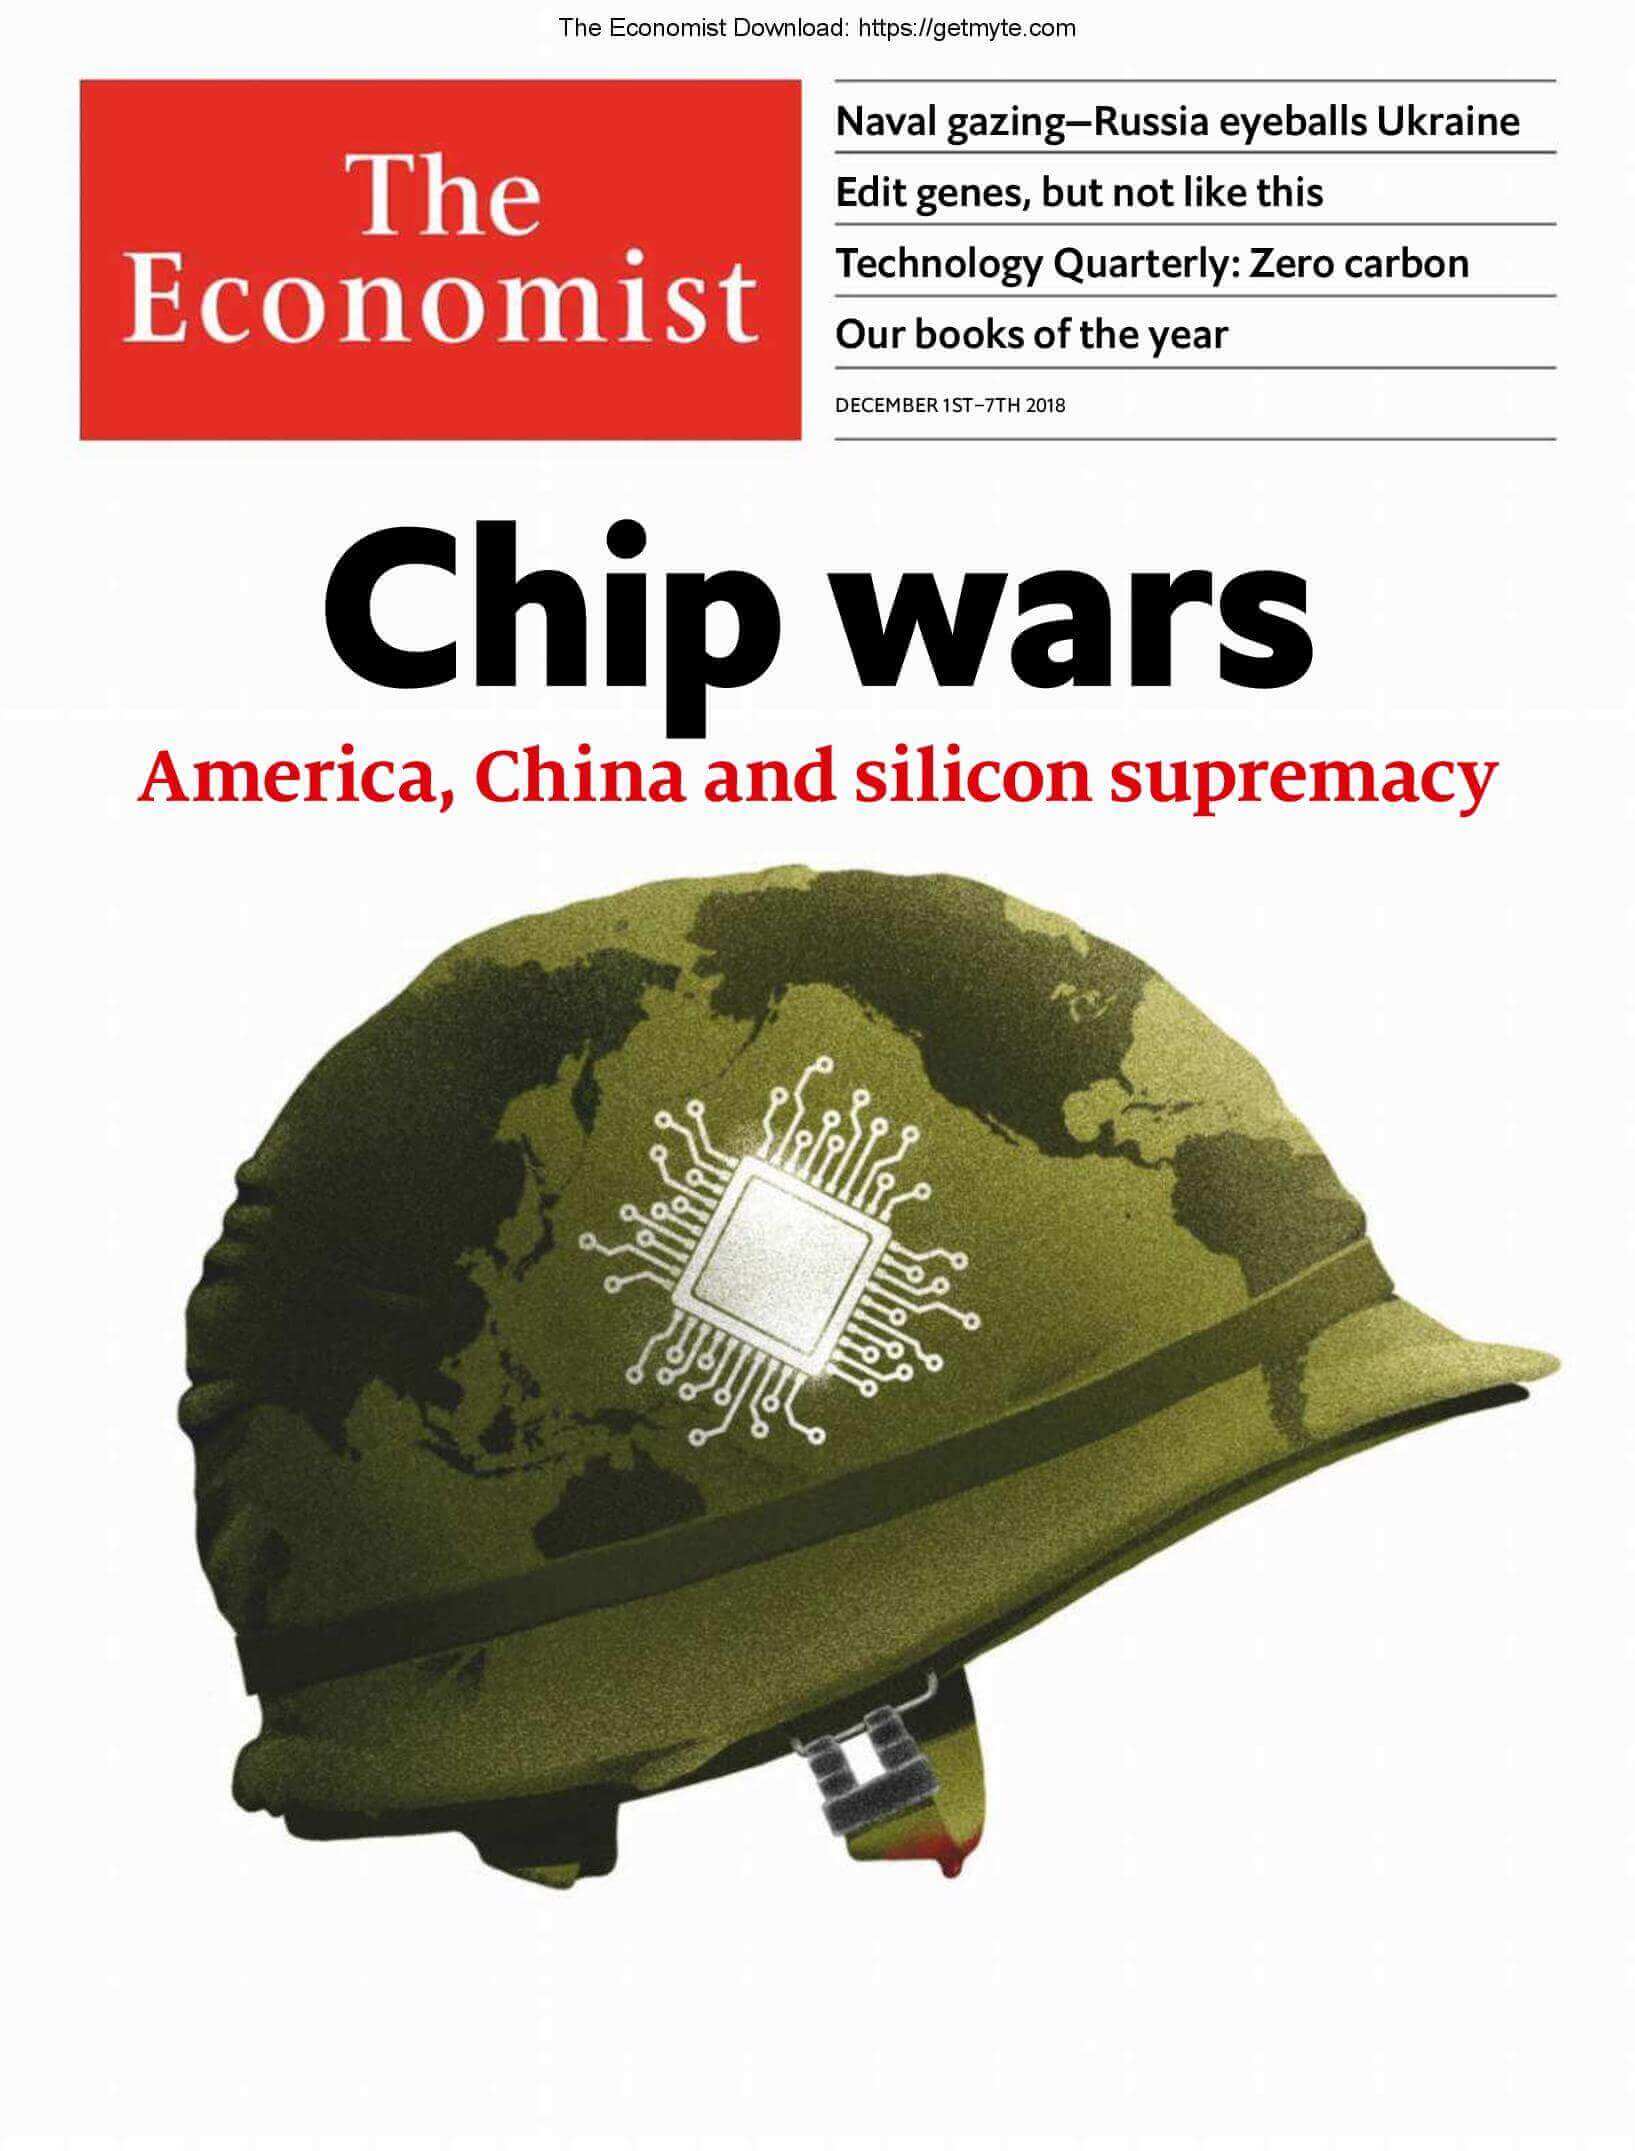 The Economist Download: https://getmyte.com
The
Economist
Naval gazing—Russia eyeballs Ukraine
Edit genes, but not like this
Technology Quarterly: Zero carbon
Our books of the year
DECEMBER 1ST–7TH 2018
Chip wars
America, China and silicon supremacy